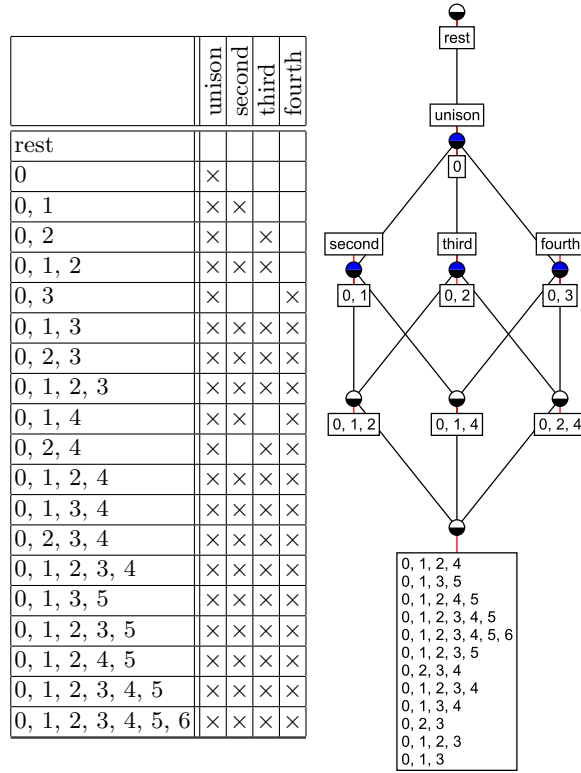 unison second third fourth
rest
0 ×
0, 1 × ×
0, 2 × ×
0, 1, 2 × × ×
0, 3 × ×
0, 1, 3 × × × ×
0, 2, 3 × × × ×
0, 1, 2, 3 × × × ×
0, 1, 4 × × ×
0, 2, 4 × × ×
0, 1, 2, 4 × × × ×
0, 1, 3, 4 × × × ×
0, 2, 3, 4 × × × ×
0, 1, 2, 3, 4 × × × ×
0, 1, 3, 5 × × × ×
0, 1, 2, 3, 5 × × × ×
0, 1, 2, 4, 5 × × × ×
0, 1, 2, 3, 4, 5 × × × ×
0, 1, 2, 3, 4, 5, 6 × × × ×
rest
unison
0
second third fourth
0, 1 0, 2 0, 3
0, 1, 2 0, 1, 4 0, 2, 4
0, 1, 2, 4
0, 1, 3, 5
0, 1, 2, 4, 5
0, 1, 2, 3, 4, 5
0, 1, 2, 3, 4, 5, 6
0, 1, 2, 3, 5
0, 2, 3, 4
0, 1, 2, 3, 4
0, 1, 3, 4
0, 2, 3
0, 1, 2, 3
0, 1, 3